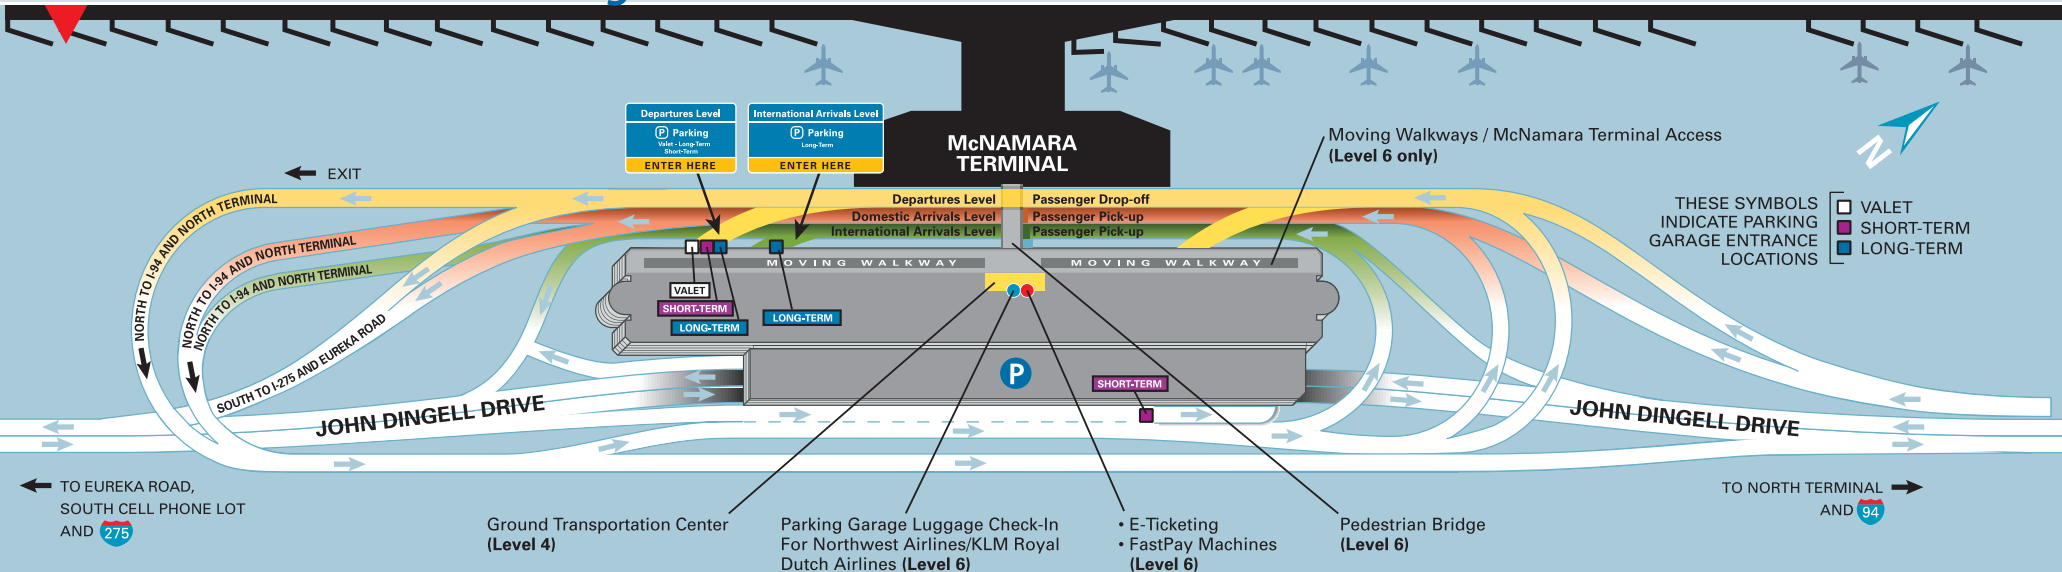 Departures Level
P Parking
Valet - Long-Term
Short-Term
ENTER HERE
International Arrivals Level
P Parking
Long-Term
ENTER HERE
McNAMARA
TERMINAL
Moving Walkways / McNamara Terminal Access
(Level 6 only)
N
EXIT
THESE SYMBOLS
INDICATE PARKING
GARAGE ENTRANCE
LOCATIONS
VALET
SHORT-TERM
LONG-TERM
Departures Level
Passenger Drop-off
Domestic Arrivals Level
Passenger Pick-up
International Arrivals Level
Passenger Pick-up
NORTH TO I-94 AND NORTH TERMINAL
NORTH TO I-94 AND NORTH TERMINAL
NORTH TO I-94 AND NORTH TERMINAL
SOUTH TO I-275 AND EUREKA ROAD
MOVING WALKWAY
MOVING WALKWAY
VALET
SHORT-TERM
LONG-TERM
LONG-TERM
P
SHORT-TERM
JOHN DINGELL DRIVE
JOHN DINGELL DRIVE
TO EUREKA ROAD,
SOUTH CELL PHONE LOT
AND 275
TO NORTH TERMINAL
AND 94
Ground Transportation Center
(Level 4)
Parking Garage Luggage Check-In
For Northwest Airlines/KLM Royal
Dutch Airlines (Level 6)
• E-Ticketing
• FastPay Machines
(Level 6)
Pedestrian Bridge
(Level 6)